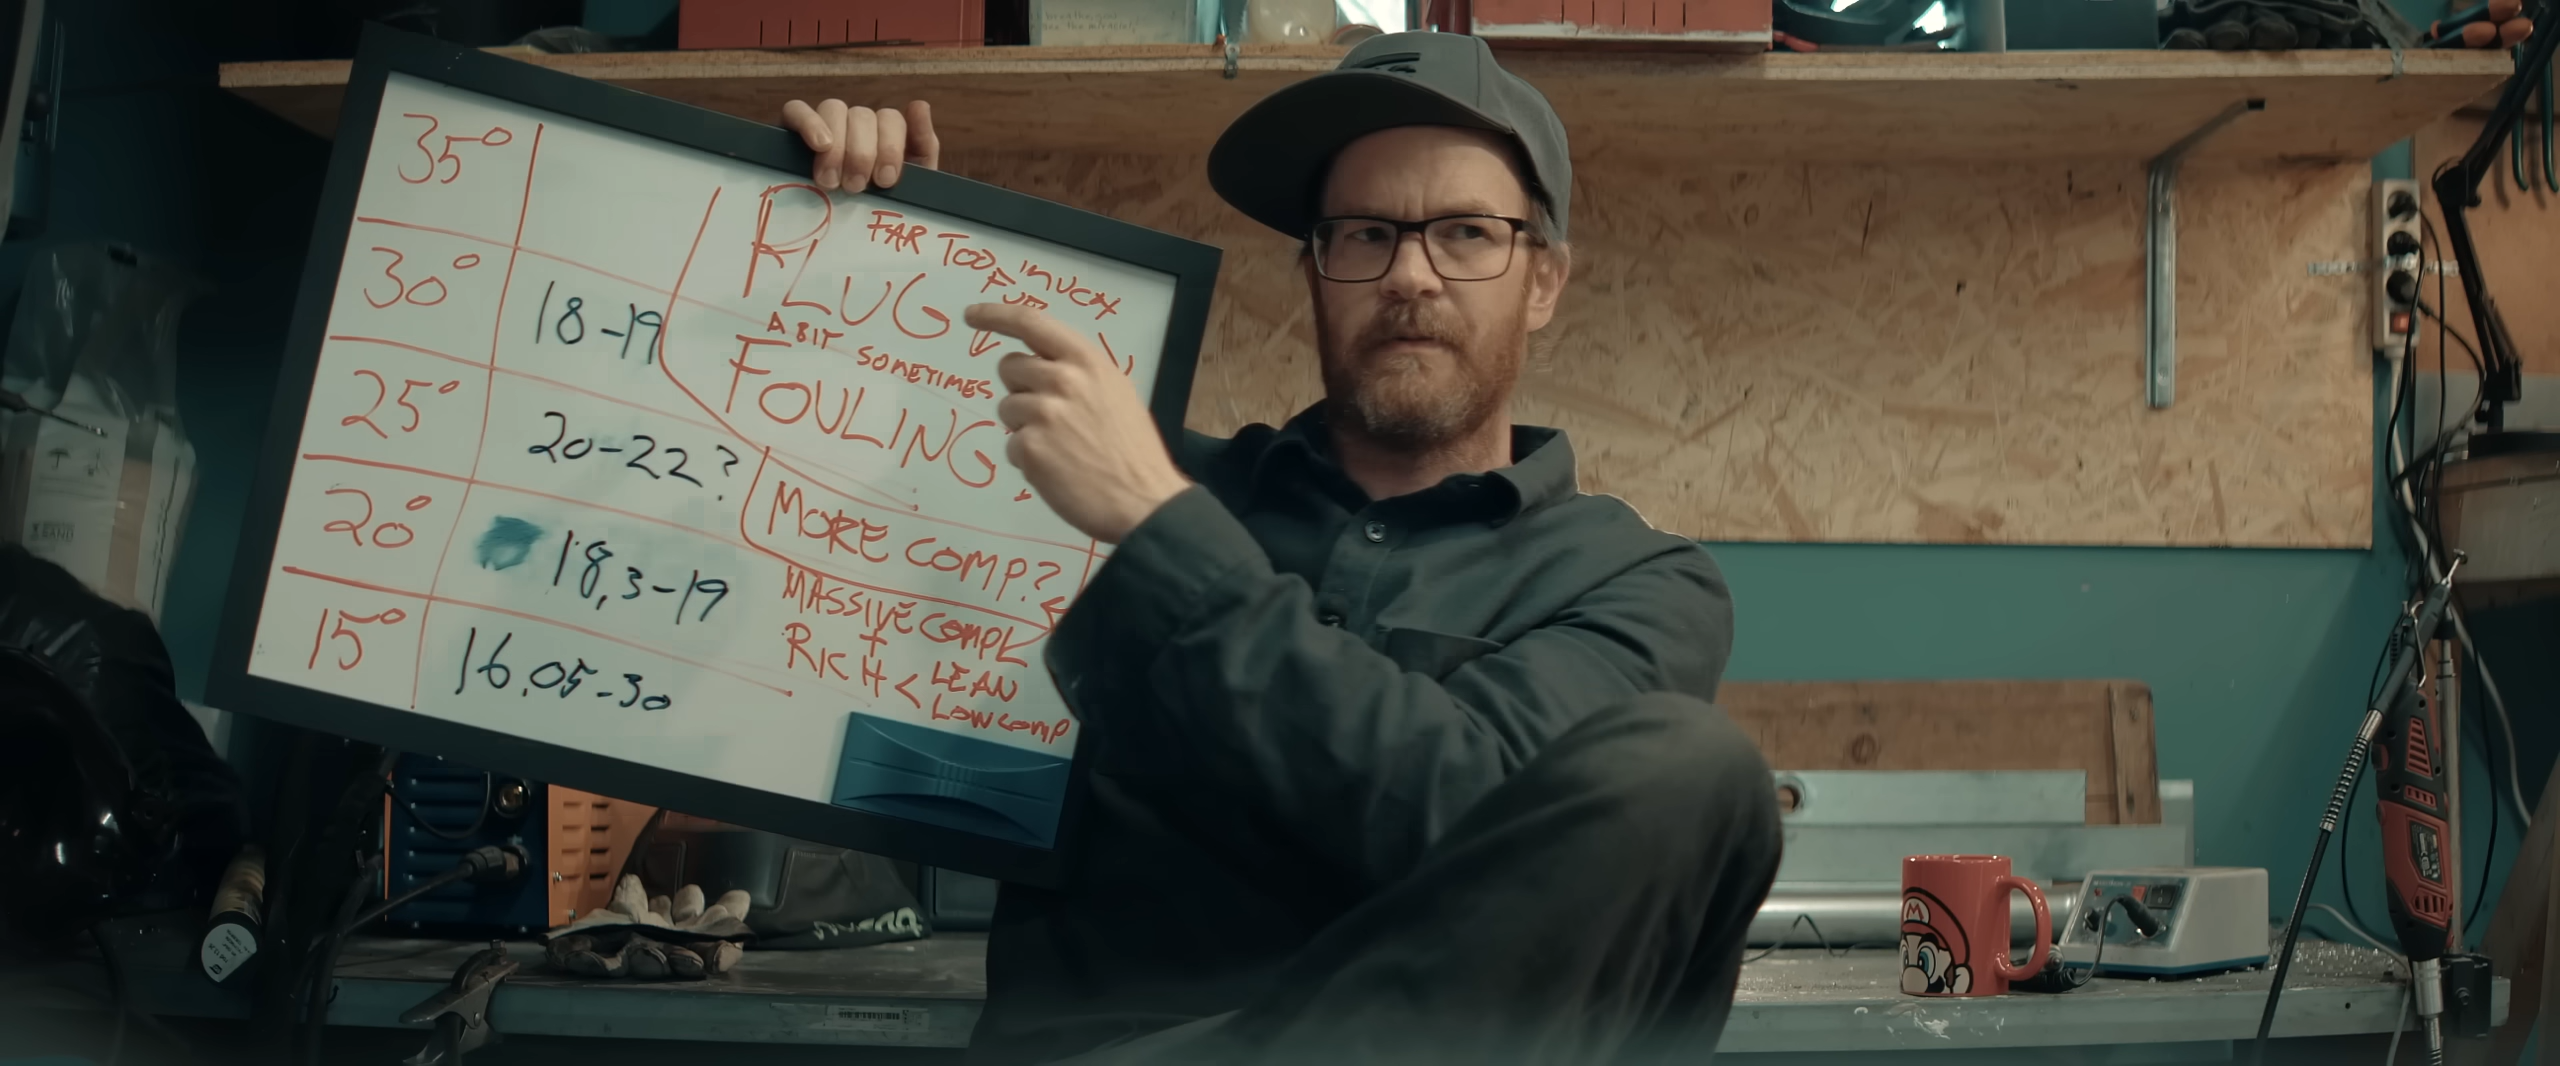 35°
30° 18-19
25° 20-22?
20° 18,3-19
15° 16.05-30
PLUG
FAR TOO MUCH
FUEL
A BIT SOMETIMES
FOULING!
MORE COMP?
MASSIVE COMP
+
RICH < LEAN
LOW COMP
M